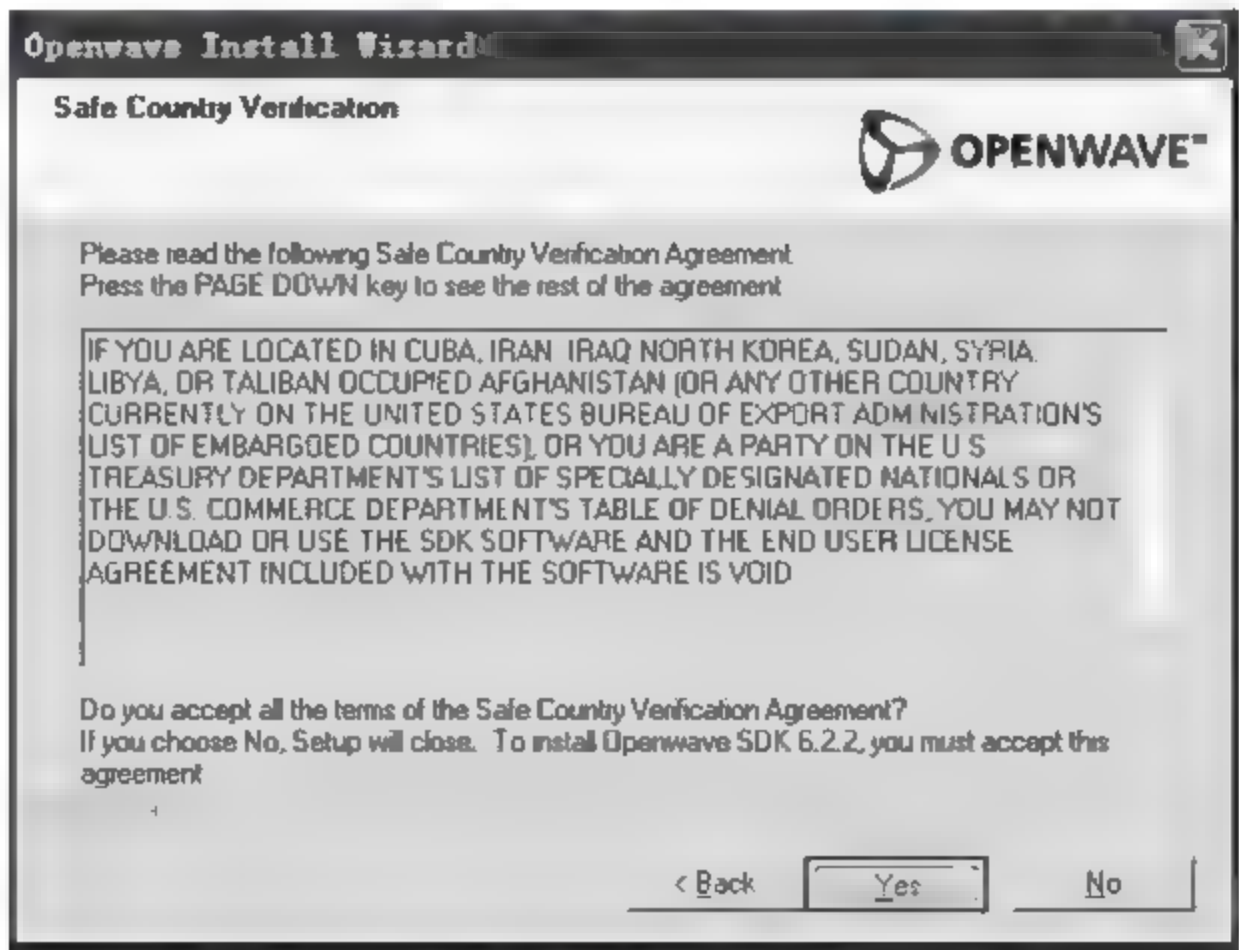 Openwave Install Wizard
Safe Country Verification
OPENWAVE™
Please read the following Safe Country Verification Agreement
Press the PAGE DOWN key to see the rest of the agreement
IF YOU ARE LOCATED IN CUBA, IRAN IRAQ NORTH KOREA, SUDAN, SYRIA
LIBYA, OR TALIBAN OCCUPIED AFGHANISTAN (OR ANY OTHER COUNTRY
CURRENTLY ON THE UNITED STATES BUREAU OF EXPORT ADMINISTRATION'S
LIST OF EMBARGOED COUNTRIES), OR YOU ARE A PARTY ON THE U S
TREASURY DEPARTMENT'S LIST OF SPECIALLY DESIGNATED NATIONALS OR
THE U.S. COMMERCE DEPARTMENT'S TABLE OF DENIAL ORDERS, YOU MAY NOT
DOWNLOAD OR USE THE SDK SOFTWARE AND THE END USER LICENSE
AGREEMENT INCLUDED WITH THE SOFTWARE IS VOID
Do you accept all the terms of the Safe Country Verification Agreement?
If you choose No, Setup will close. To install Openwave SDK 6.2.2, you must accept this
agreement
< Back
Yes
No